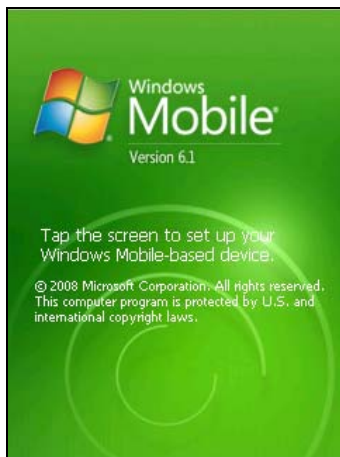 Windows
Mobile®
Version 6.1
Tap the screen to set up your
Windows Mobile-based device.
© 2008 Microsoft Corporation. All rights reserved.
This computer program is protected by U.S. and
international copyright laws.